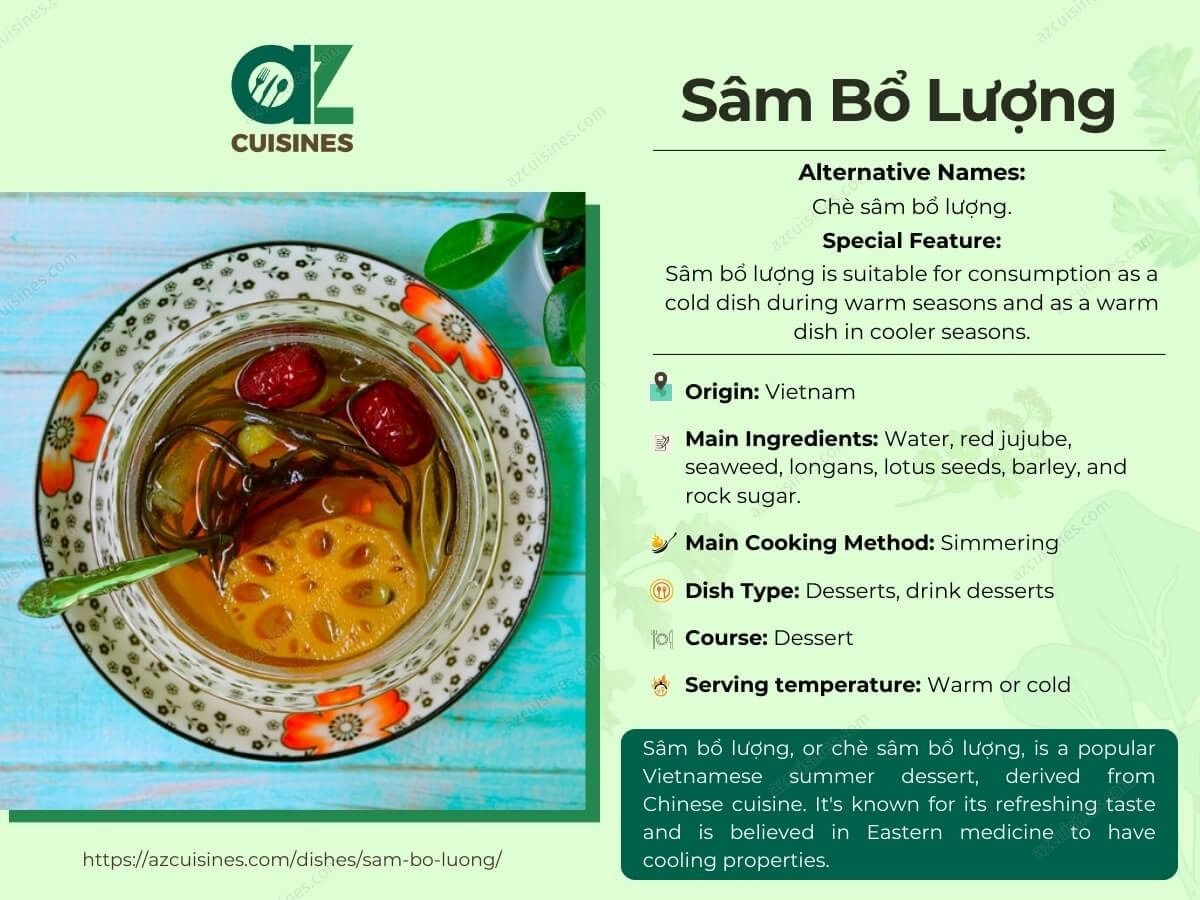 az
CUISINES
Sâm Bổ Lượng
Alternative Names:
Chè sâm bổ lượng.
Special Feature:
Sâm bổ lượng is suitable for consumption as a
cold dish during warm seasons and as a warm
dish in cooler seasons.
Origin: Vietnam
Main Ingredients: Water, red jujube,
seaweed, longans, lotus seeds, barley, and
rock sugar.
Main Cooking Method: Simmering
Dish Type: Desserts, drink desserts
Course: Dessert
Serving temperature: Warm or cold
Sâm bổ lượng, or chè sâm bổ lượng, is a popular
Vietnamese summer dessert, derived from
Chinese cuisine. It's known for its refreshing taste
and is believed in Eastern medicine to have
cooling properties.
https://azcuisines.com/dishes/sam-bo-luong/
azcuisines.com